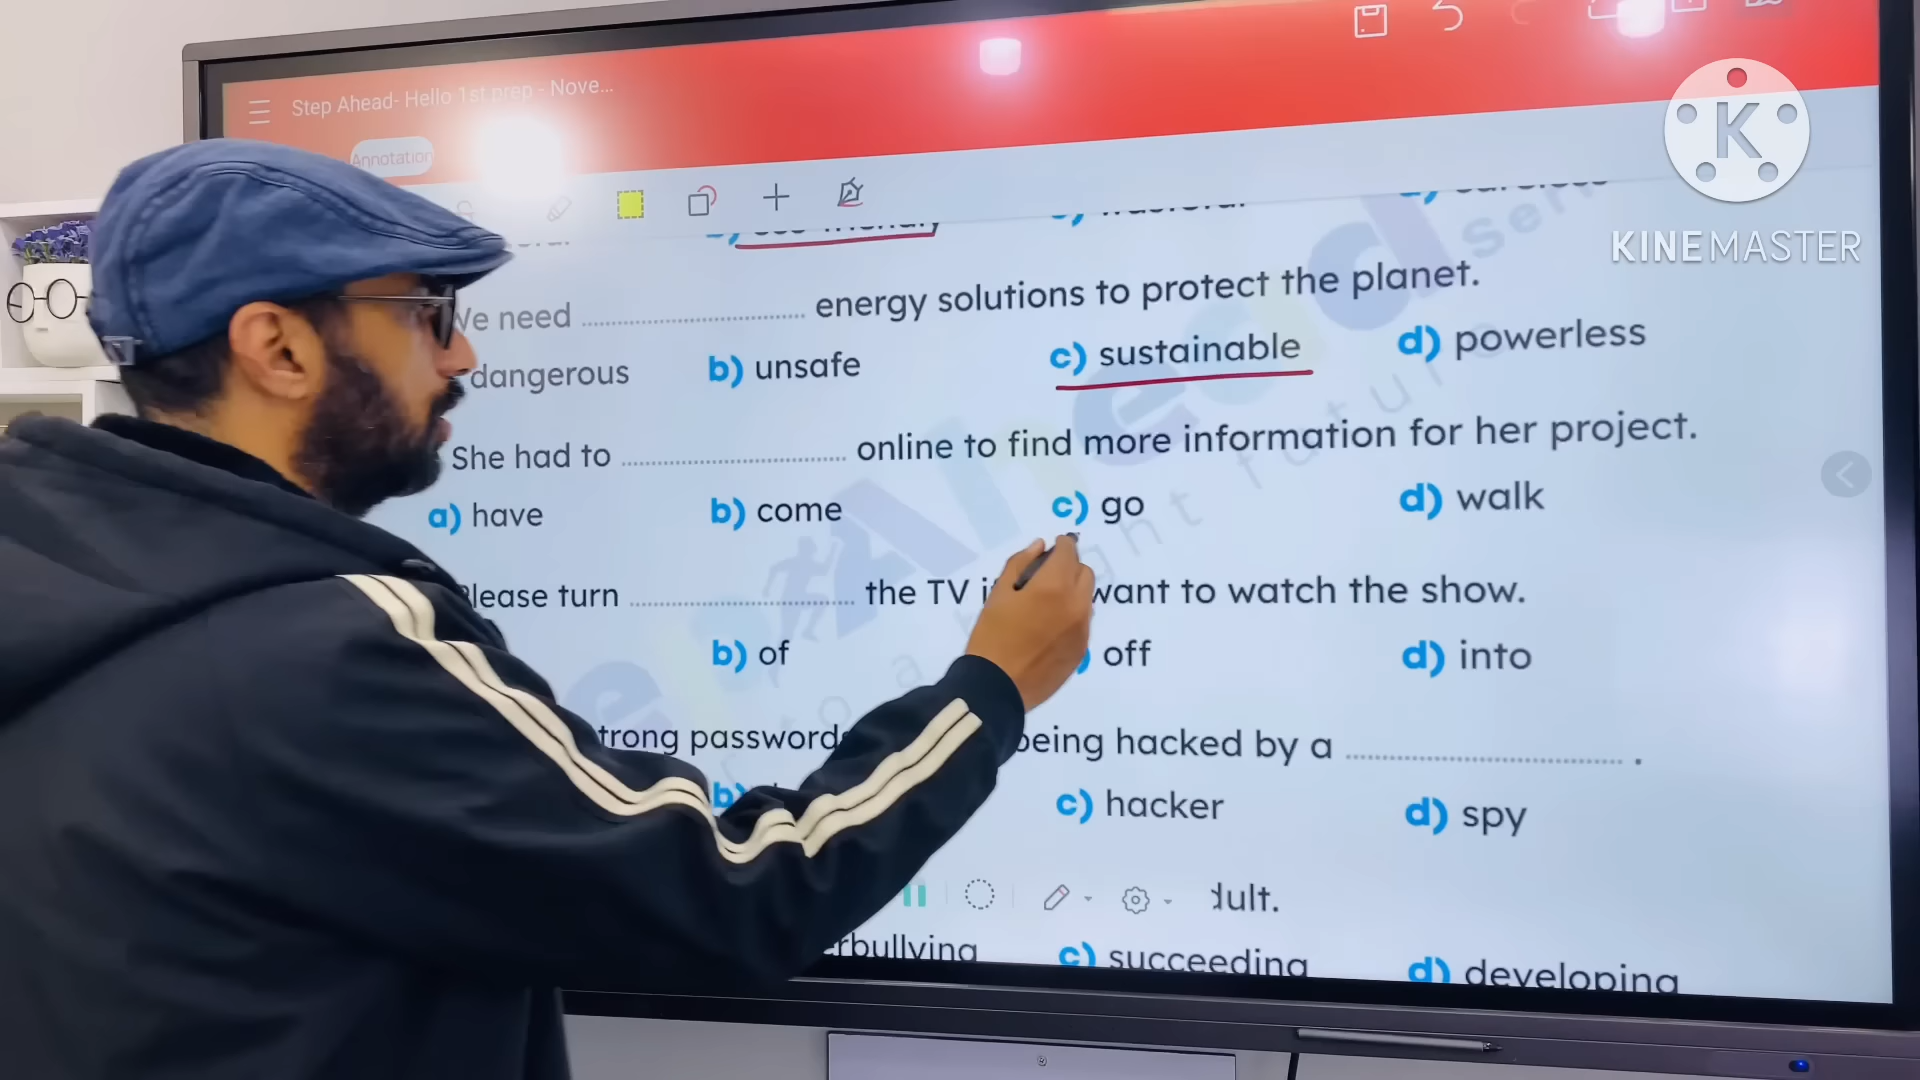 Step Ahead- Hello 1st prep - Nove...
Annotation
K
KINEMASTER
We need ........ energy solutions to protect the planet.
dangerous b) unsafe c) sustainable d) powerless
She had to ........ online to find more information for her project.
a) have b) come c) go d) walk
Please turn ........ the TV want to watch the show.
b) of off d) into
trong passwords being hacked by a ........ .
b) c) hacker d) spy
dult.
rbullying c) succeeding d) developing